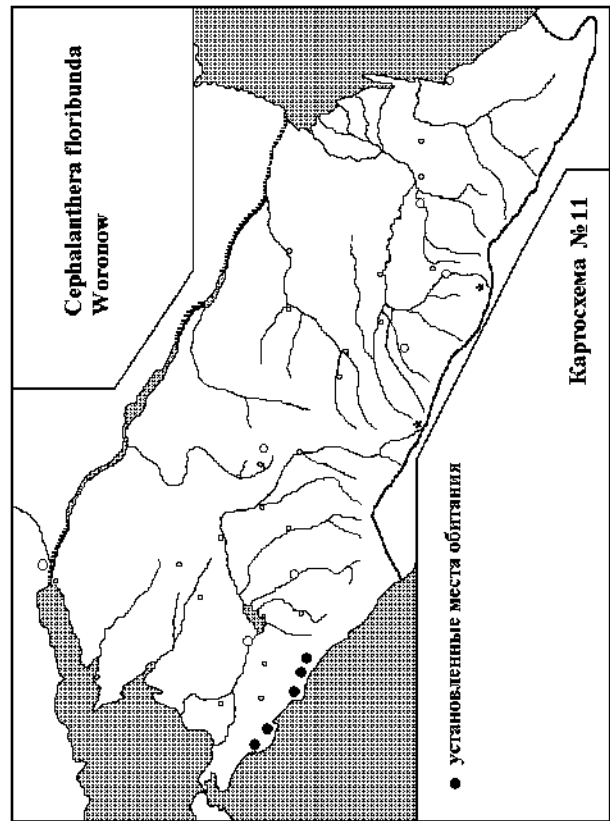 Cephalanthera floribunda
Woronow
● установленные места обитания
Картосхема №11